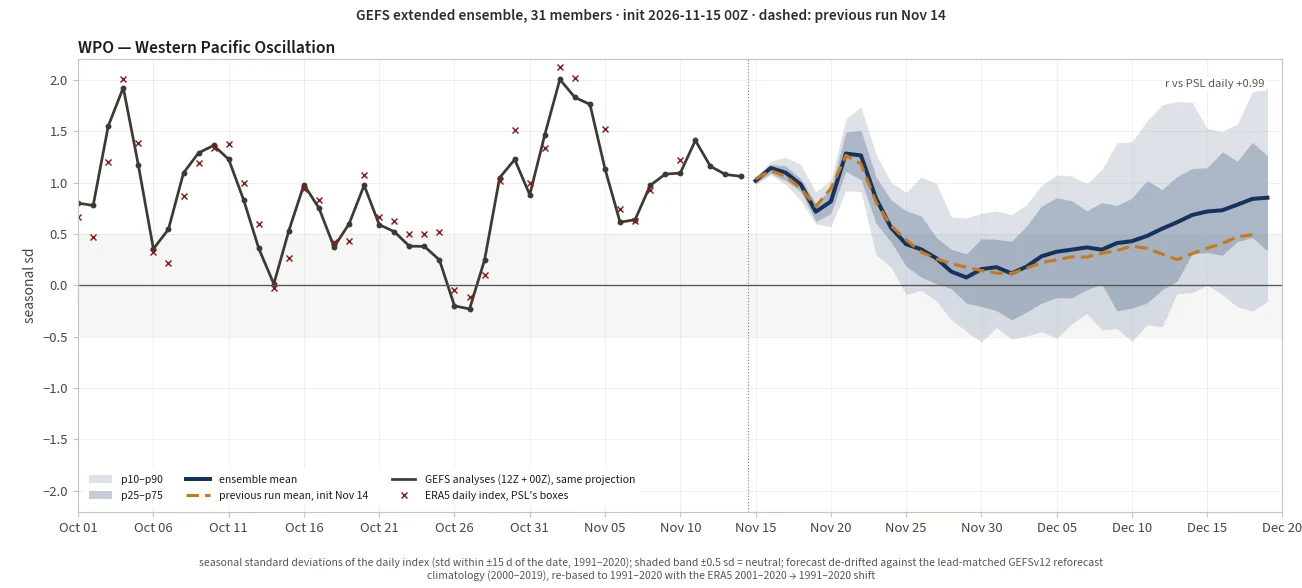 GEFS extended ensemble, 31 members · init 2026-11-15 00Z · dashed: previous run Nov 14
WPO — Western Pacific Oscillation
r vs PSL daily +0.99
seasonal sd
2.0
1.5
1.0
0.5
0.0
−0.5
−1.0
−1.5
−2.0
p10–p90
ensemble mean
GEFS analyses (12Z + 00Z), same projection
p25–p75
previous run mean, init Nov 14
ERA5 daily index, PSL's boxes
Oct 01 Oct 06 Oct 11 Oct 16 Oct 21 Oct 26 Oct 31 Nov 05 Nov 10 Nov 15 Nov 20 Nov 25 Nov 30 Dec 05 Dec 10 Dec 15 Dec 20
seasonal standard deviations of the daily index (std within ±15 d of the date, 1991–2020); shaded band ±0.5 sd = neutral; forecast de-drifted against the lead-matched GEFSv12 reforecast
climatology (2000–2019), re-based to 1991–2020 with the ERA5 2001–2020 → 1991–2020 shift